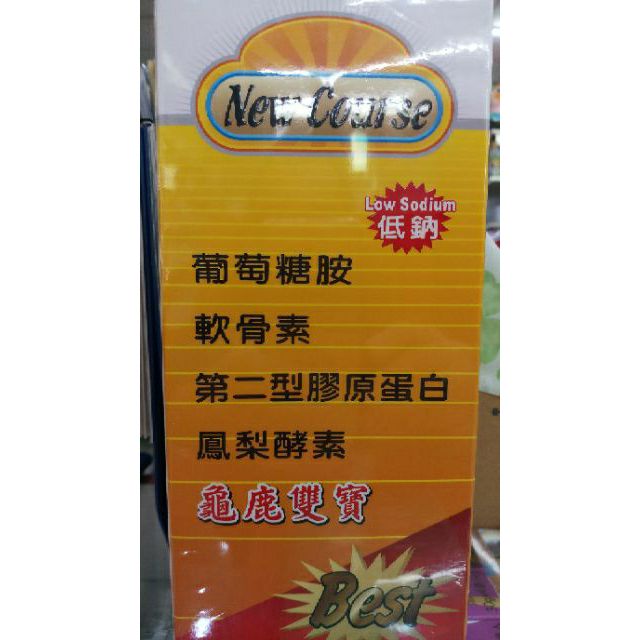 New Course
Low Sodium
低鈉
葡萄糖胺
軟骨素
第二型膠原蛋白
鳳梨酵素
龜鹿雙寶
Best